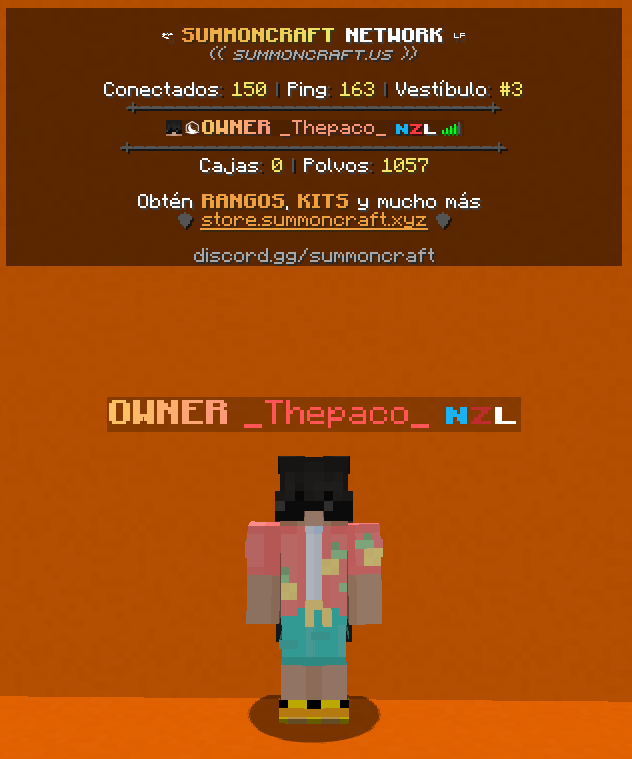 SUMMONCRAFT NETWORK
(( SUMMONCRAFT.US ))
Conectados: 150 | Ping: 163 | Vestíbulo: #3
OWNER _Thepaco_ NZL
Cajas: 0 | Polvos: 1057
Obtén RANGOS, KITS y mucho más
store.summoncraft.xyz
discord.gg/summoncraft
OWNER _Thepaco_ NZL